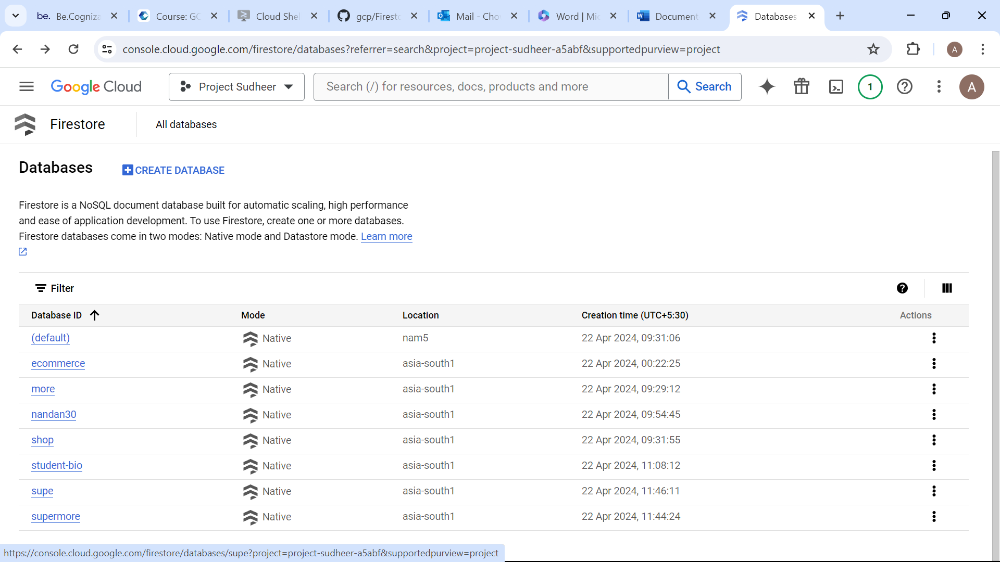 be. Be.Cogniza
Course: GC
Cloud Shel
gcp/Firesto
Mail - Cho
Word | Mic
Document
Databases
console.cloud.google.com/firestore/databases?referrer=search&project=project-sudheer-a5abf&supportedpurview=project
A
Google Cloud
Project Sudheer
Search (/) for resources, docs, products and more
Search
1
A
Firestore
All databases
Databases
CREATE DATABASE
Firestore is a NoSQL document database built for automatic scaling, high performance
and ease of application development. To use Firestore, create one or more databases.
Firestore databases come in two modes: Native mode and Datastore mode. Learn more
Filter
Database ID Mode Location Creation time (UTC+5:30) Actions
(default) Native nam5 22 Apr 2024, 09:31:06
ecommerce Native asia-south1 22 Apr 2024, 00:22:25
more Native asia-south1 22 Apr 2024, 09:29:12
nandan30 Native asia-south1 22 Apr 2024, 09:54:45
shop Native asia-south1 22 Apr 2024, 09:31:55
student-bio Native asia-south1 22 Apr 2024, 11:08:12
supe Native asia-south1 22 Apr 2024, 11:46:11
supermore Native asia-south1 22 Apr 2024, 11:44:24
https://console.cloud.google.com/firestore/databases/supe?project=project-sudheer-a5abf&supportedpurview=project